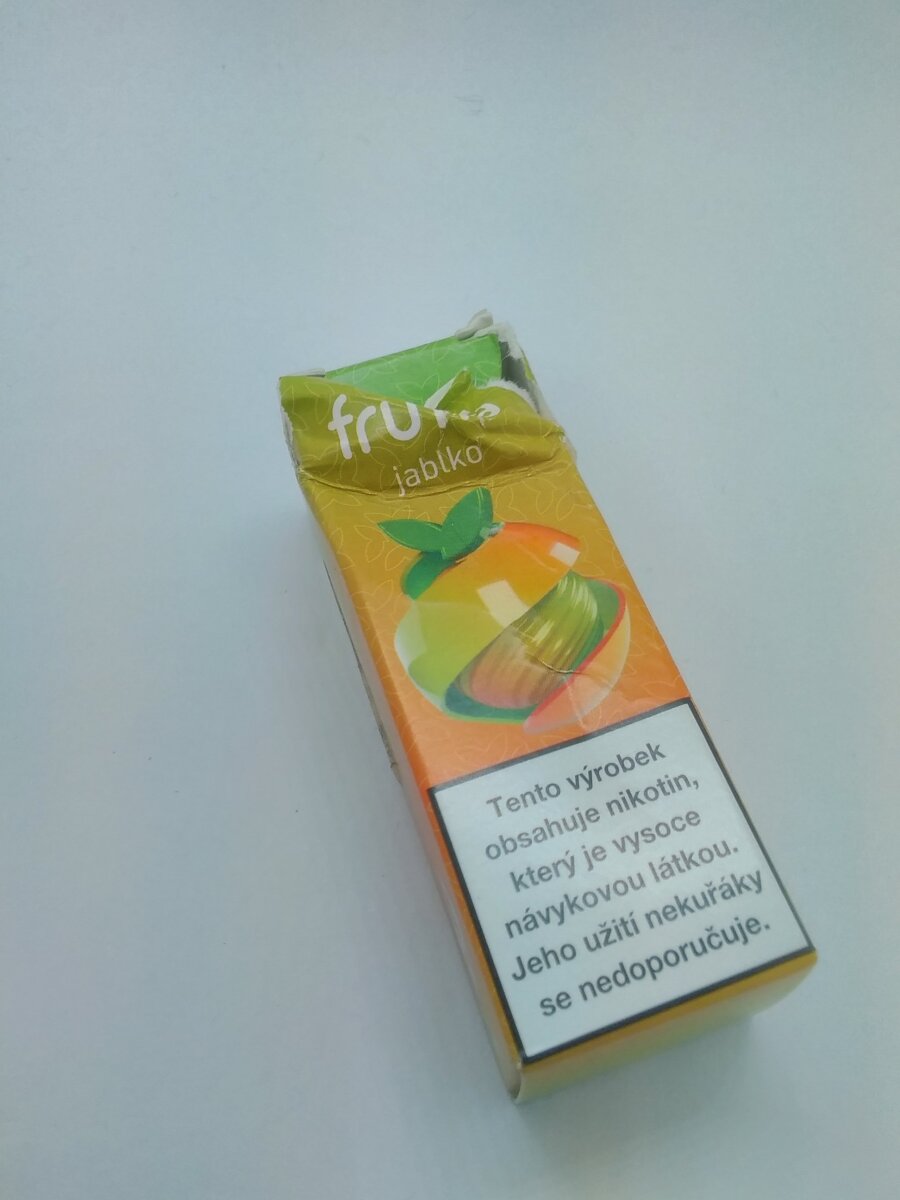 jablko
Tento výrobek
obsahuje nikotin,
který je vysoce
návykovou látkou.
Jeho užití nekuřáky
se nedoporučuje.